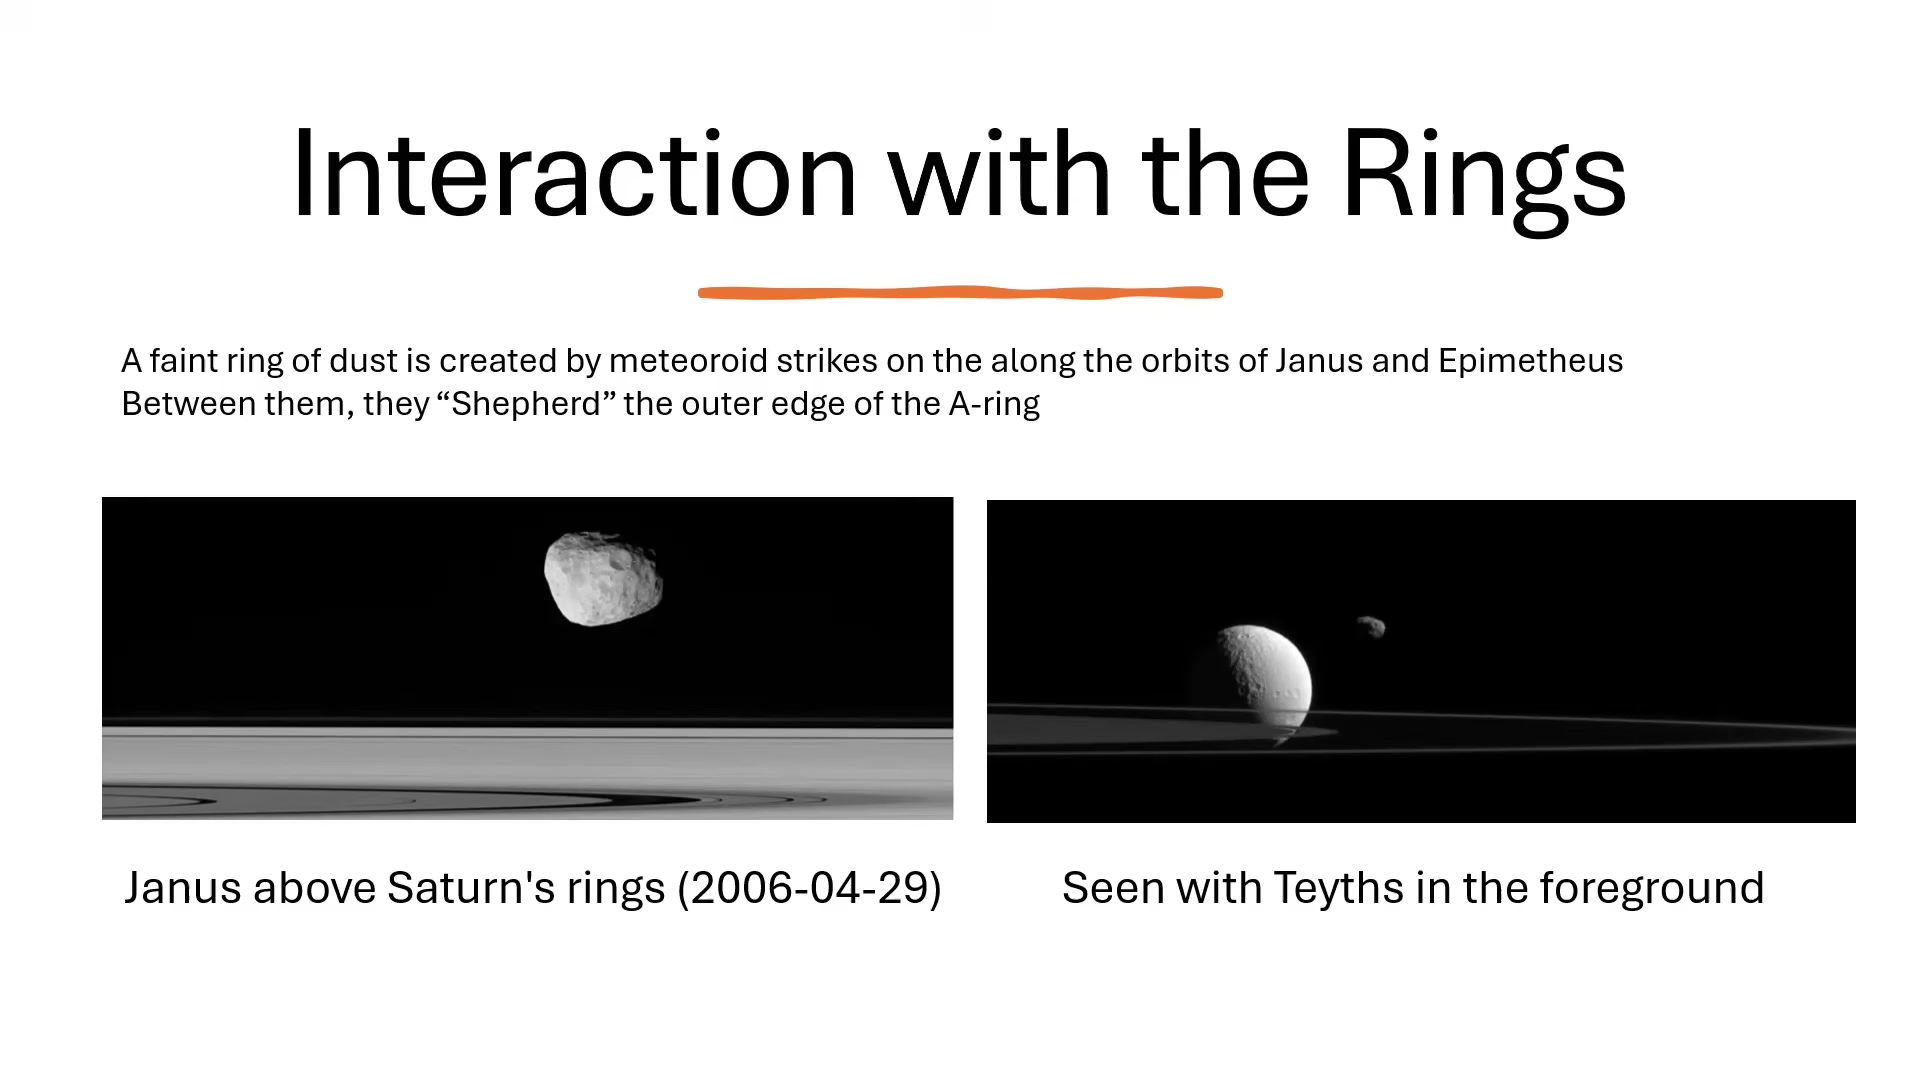 Interaction with the Rings
A faint ring of dust is created by meteoroid strikes on the along the orbits of Janus and Epimetheus
Between them, they “Shepherd” the outer edge of the A-ring
Janus above Saturn's rings (2006-04-29)
Seen with Teyths in the foreground